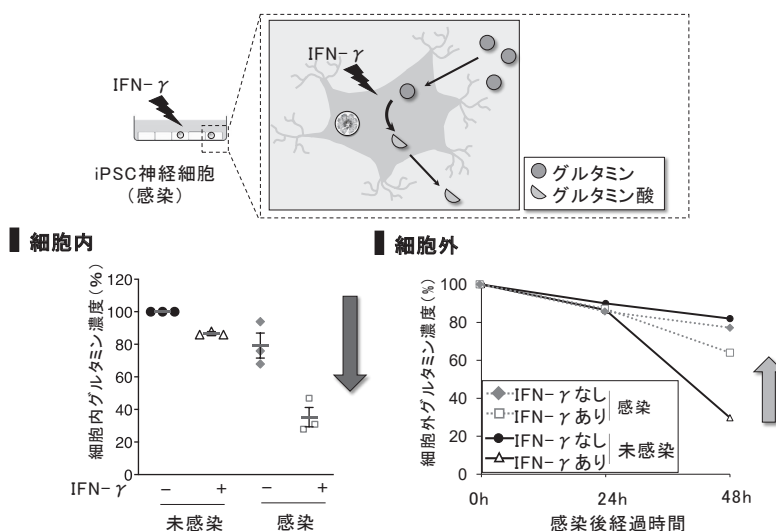 IFN-γ
IFN-γ
iPSC神経細胞
(感染)
グルタミン
グルタミン酸
細胞内
細胞内グルタミン濃度(%)
120
100
80
60
40
20
0
IFN-γ − + − +
未感染 感染
細胞外
細胞外グルタミン濃度(%)
100
80
60
40
20
0
IFN-γなし
IFN-γあり
感染
IFN-γなし
IFN-γあり
未感染
0h 24h 48h
感染後経過時間